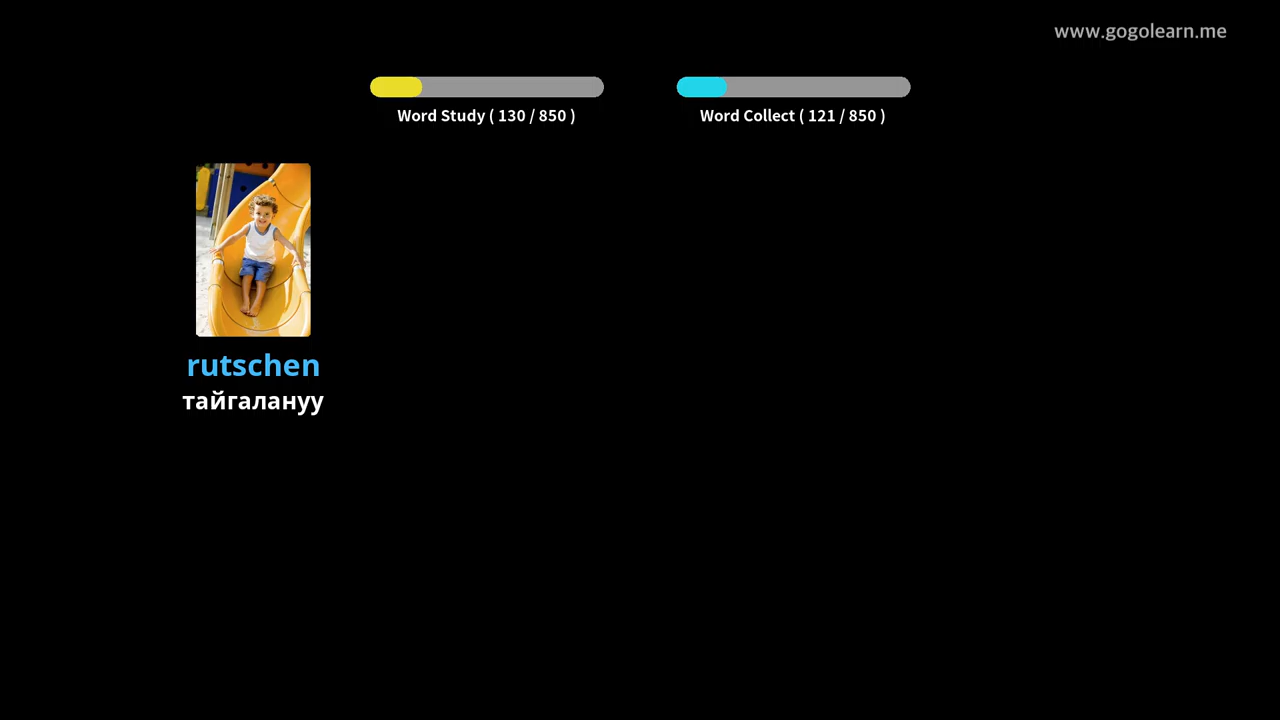 www.gogolearn.me
Word Study ( 130 / 850 )
Word Collect ( 121 / 850 )
rutschen
тайгалануу